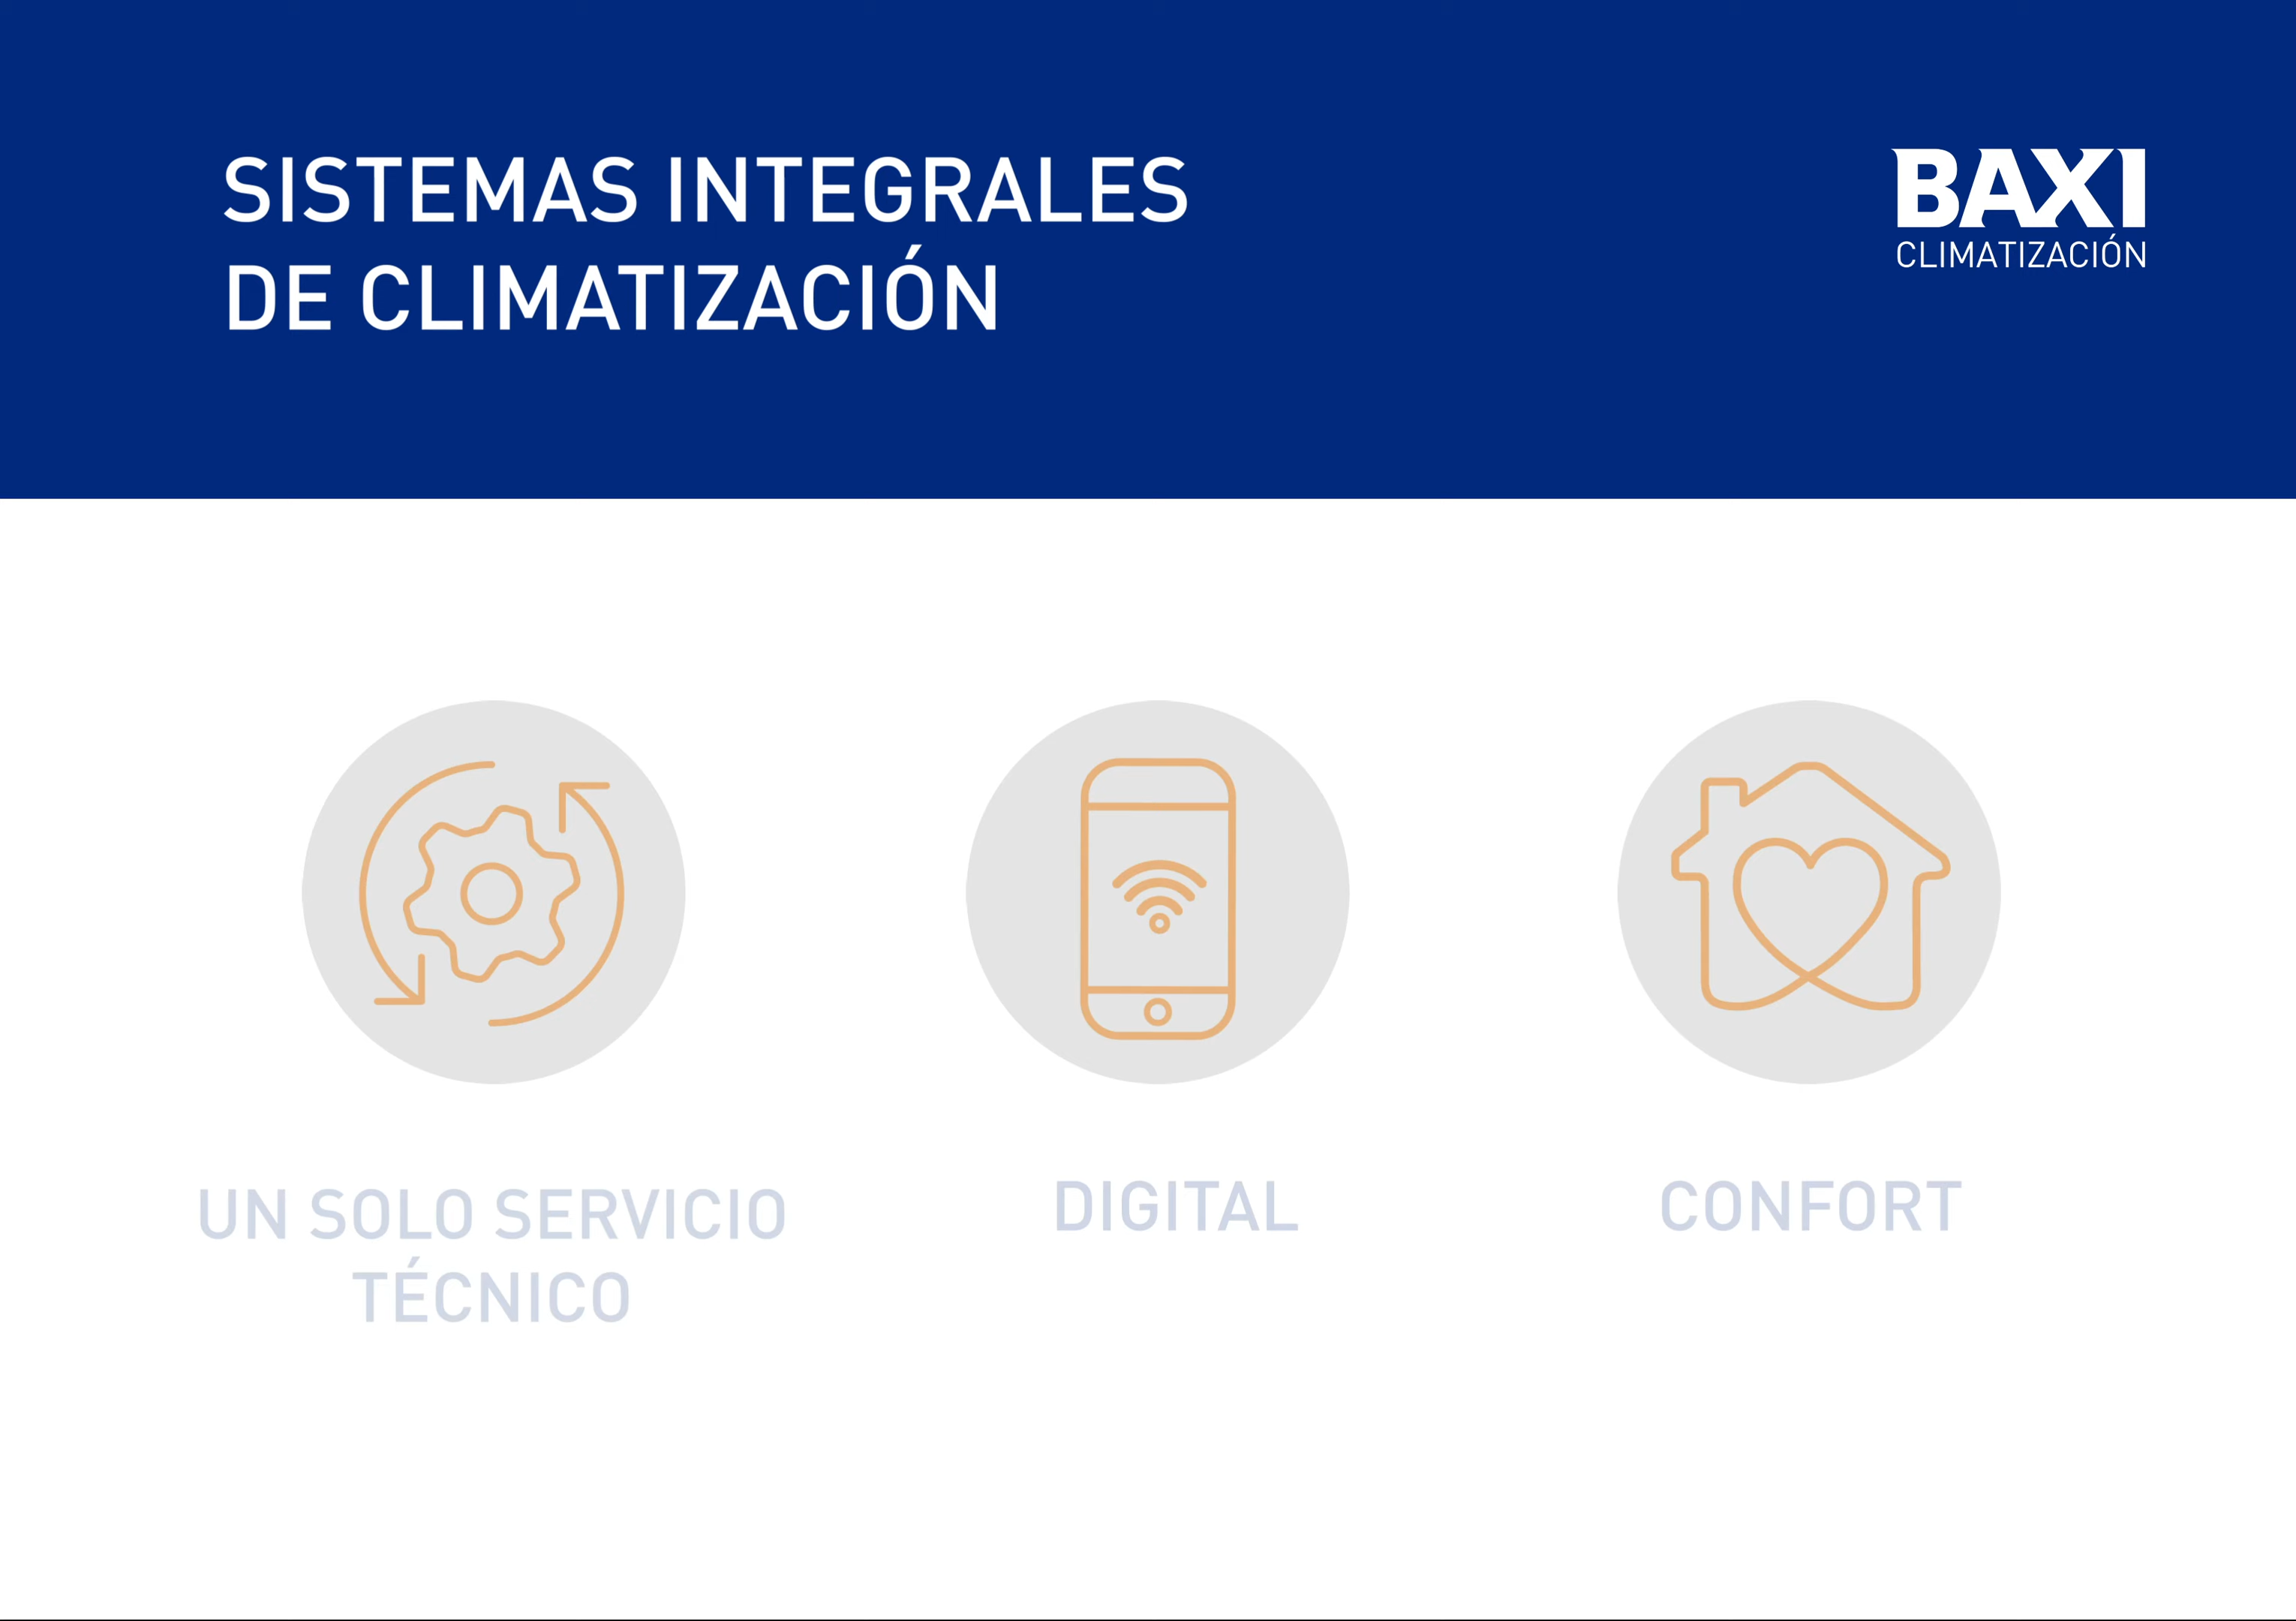 SISTEMAS INTEGRALES
DE CLIMATIZACIÓN
BAXI
CLIMATIZACIÓN
UN SOLO SERVICIO
TÉCNICO
DIGITAL
CONFORT